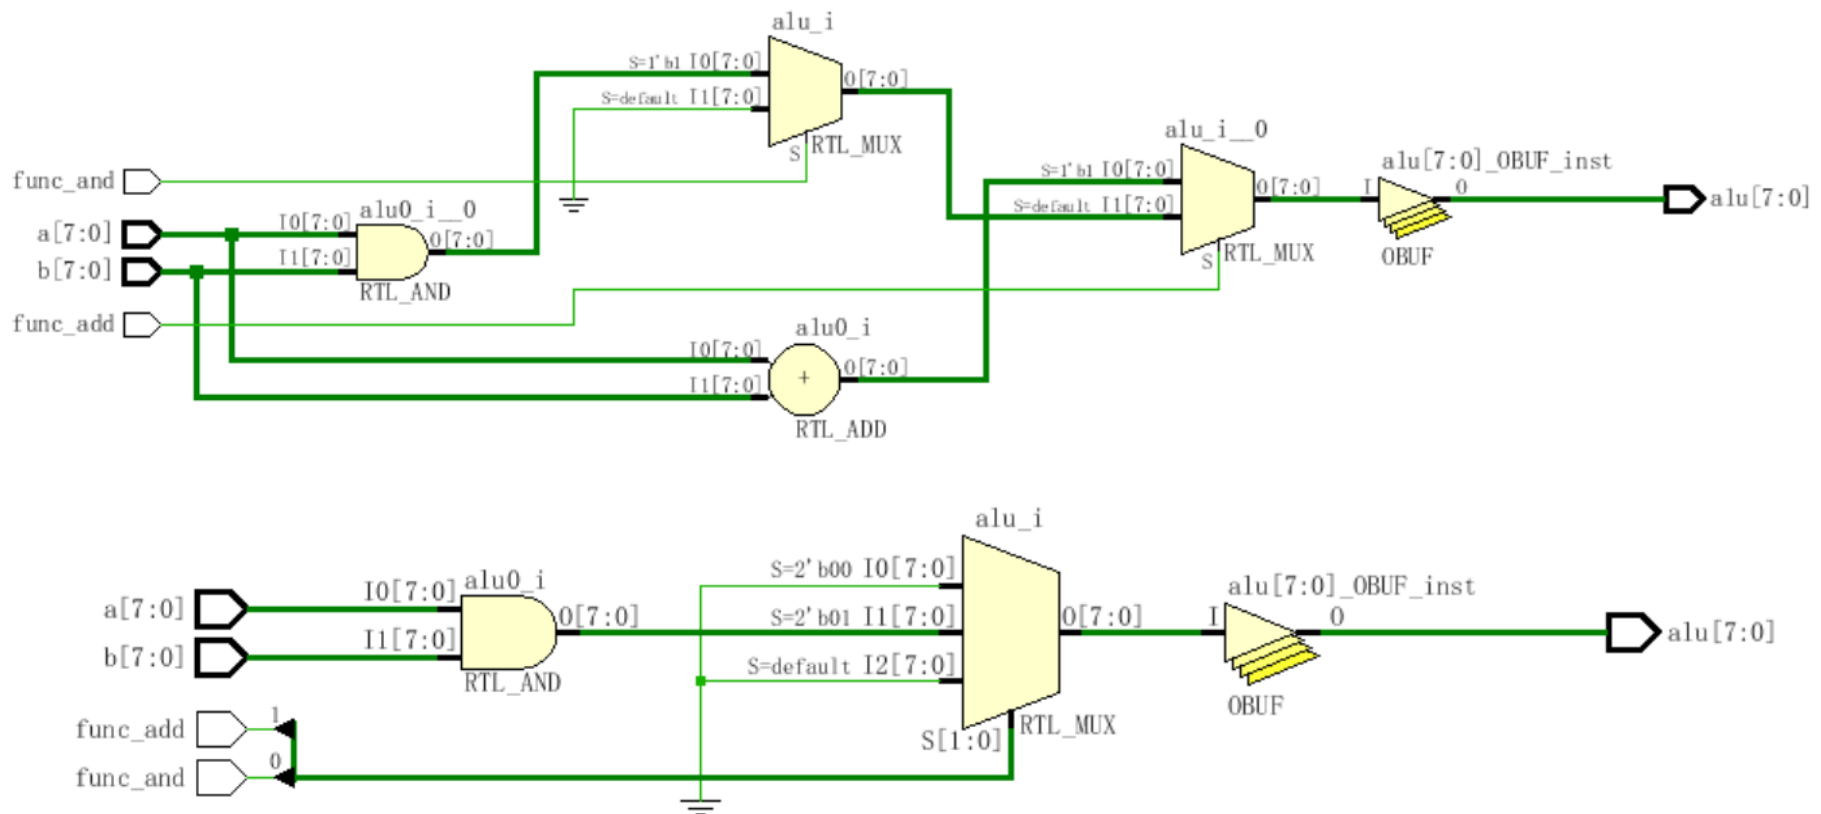 alu_i
S=1'b1 I0[7:0]
O[7:0]
S=default I1[7:0]
S
RTL_MUX
alu_i__0
S=1'b1 I0[7:0]
O[7:0]
S=default I1[7:0]
S
RTL_MUX
alu[7:0]_OBUF_inst
I
O
alu[7:0]
OBUF
func_and
a[7:0]
b[7:0]
func_add
alu0_i__0
I0[7:0]
O[7:0]
I1[7:0]
RTL_AND
alu0_i
I0[7:0]
O[7:0]
I1[7:0]
+
RTL_ADD
alu_i
S=2'b00 I0[7:0]
S=2'b01 I1[7:0]
O[7:0]
S=default I2[7:0]
S[1:0]
RTL_MUX
alu0_i
a[7:0]
I0[7:0]
O[7:0]
b[7:0]
I1[7:0]
RTL_AND
alu[7:0]_OBUF_inst
I
O
alu[7:0]
OBUF
func_add
1
func_and
0